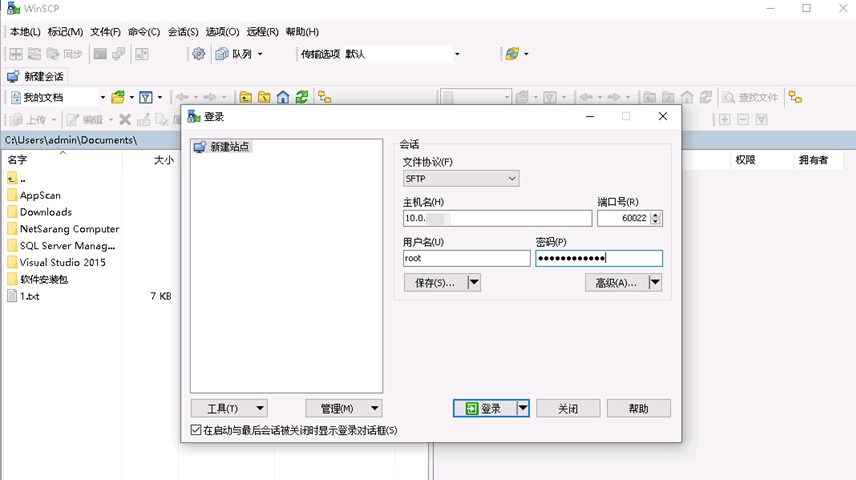 WinSCP
本地(L) 标记(M) 文件(F) 命令(C) 会话(S) 选项(O) 远程(R) 帮助(H)
同步 队列 传输选项 默认
新建会话
我的文档 查找文件
上传 编辑
C:\Users\admin\Documents\
名字 大小 权限 拥有者
..
AppScan
Downloads
NetSarang Computer
SQL Server Manag...
Visual Studio 2015
软件安装包
1.txt 7 KB
登录
新建站点
会话
文件协议(F)
SFTP
主机名(H) 端口号(R)
10.0. 60022
用户名(U) 密码(P)
root ●●●●●●●●●●●●
保存(S)... 高级(A)...
工具(T) 管理(M) 登录 关闭 帮助
在启动与最后会话被关闭时显示登录对话框(S)